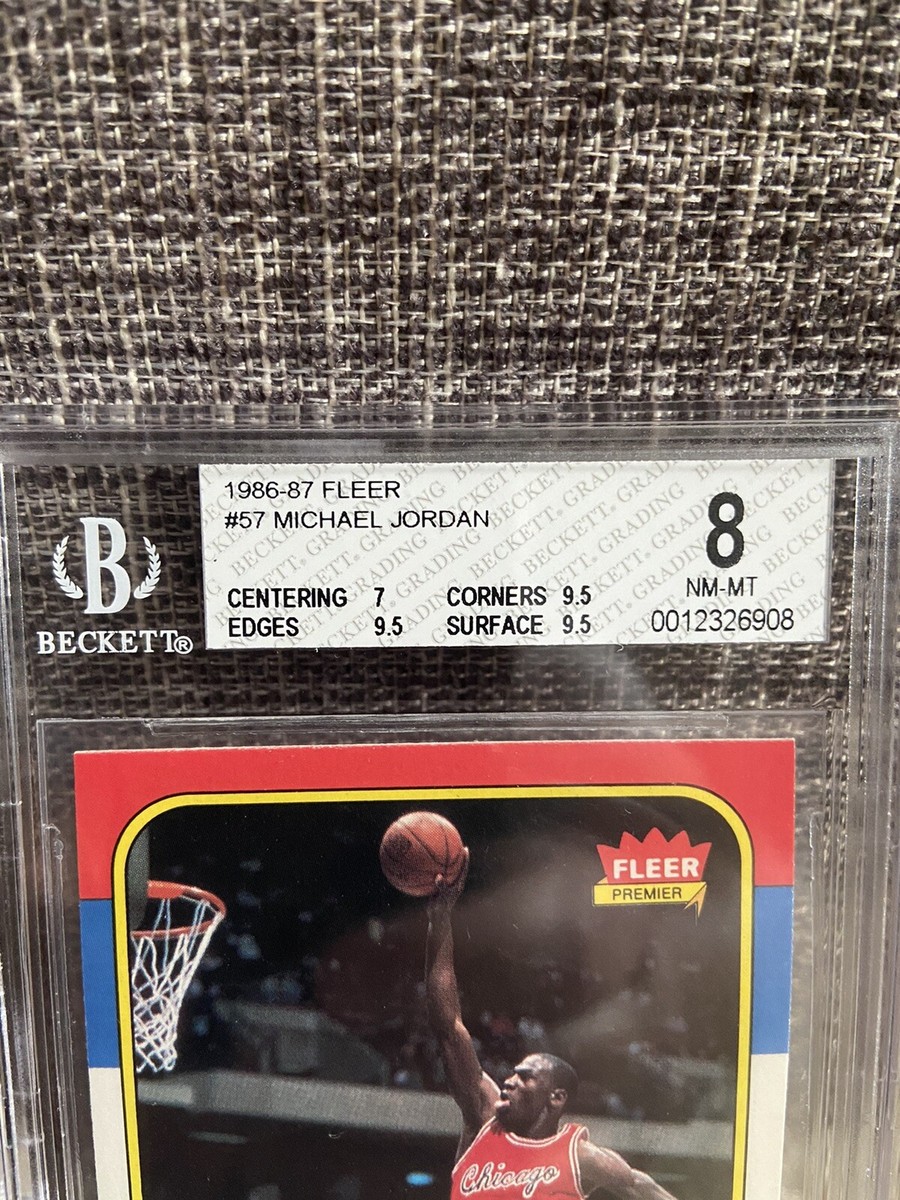 1986-87 FLEER
#57 MICHAEL JORDAN
CENTERING 7 CORNERS 9.5
EDGES 9.5 SURFACE 9.5
8
NM-MT
0012326908
B
BECKETT®
FLEER
PREMIER
Chicago